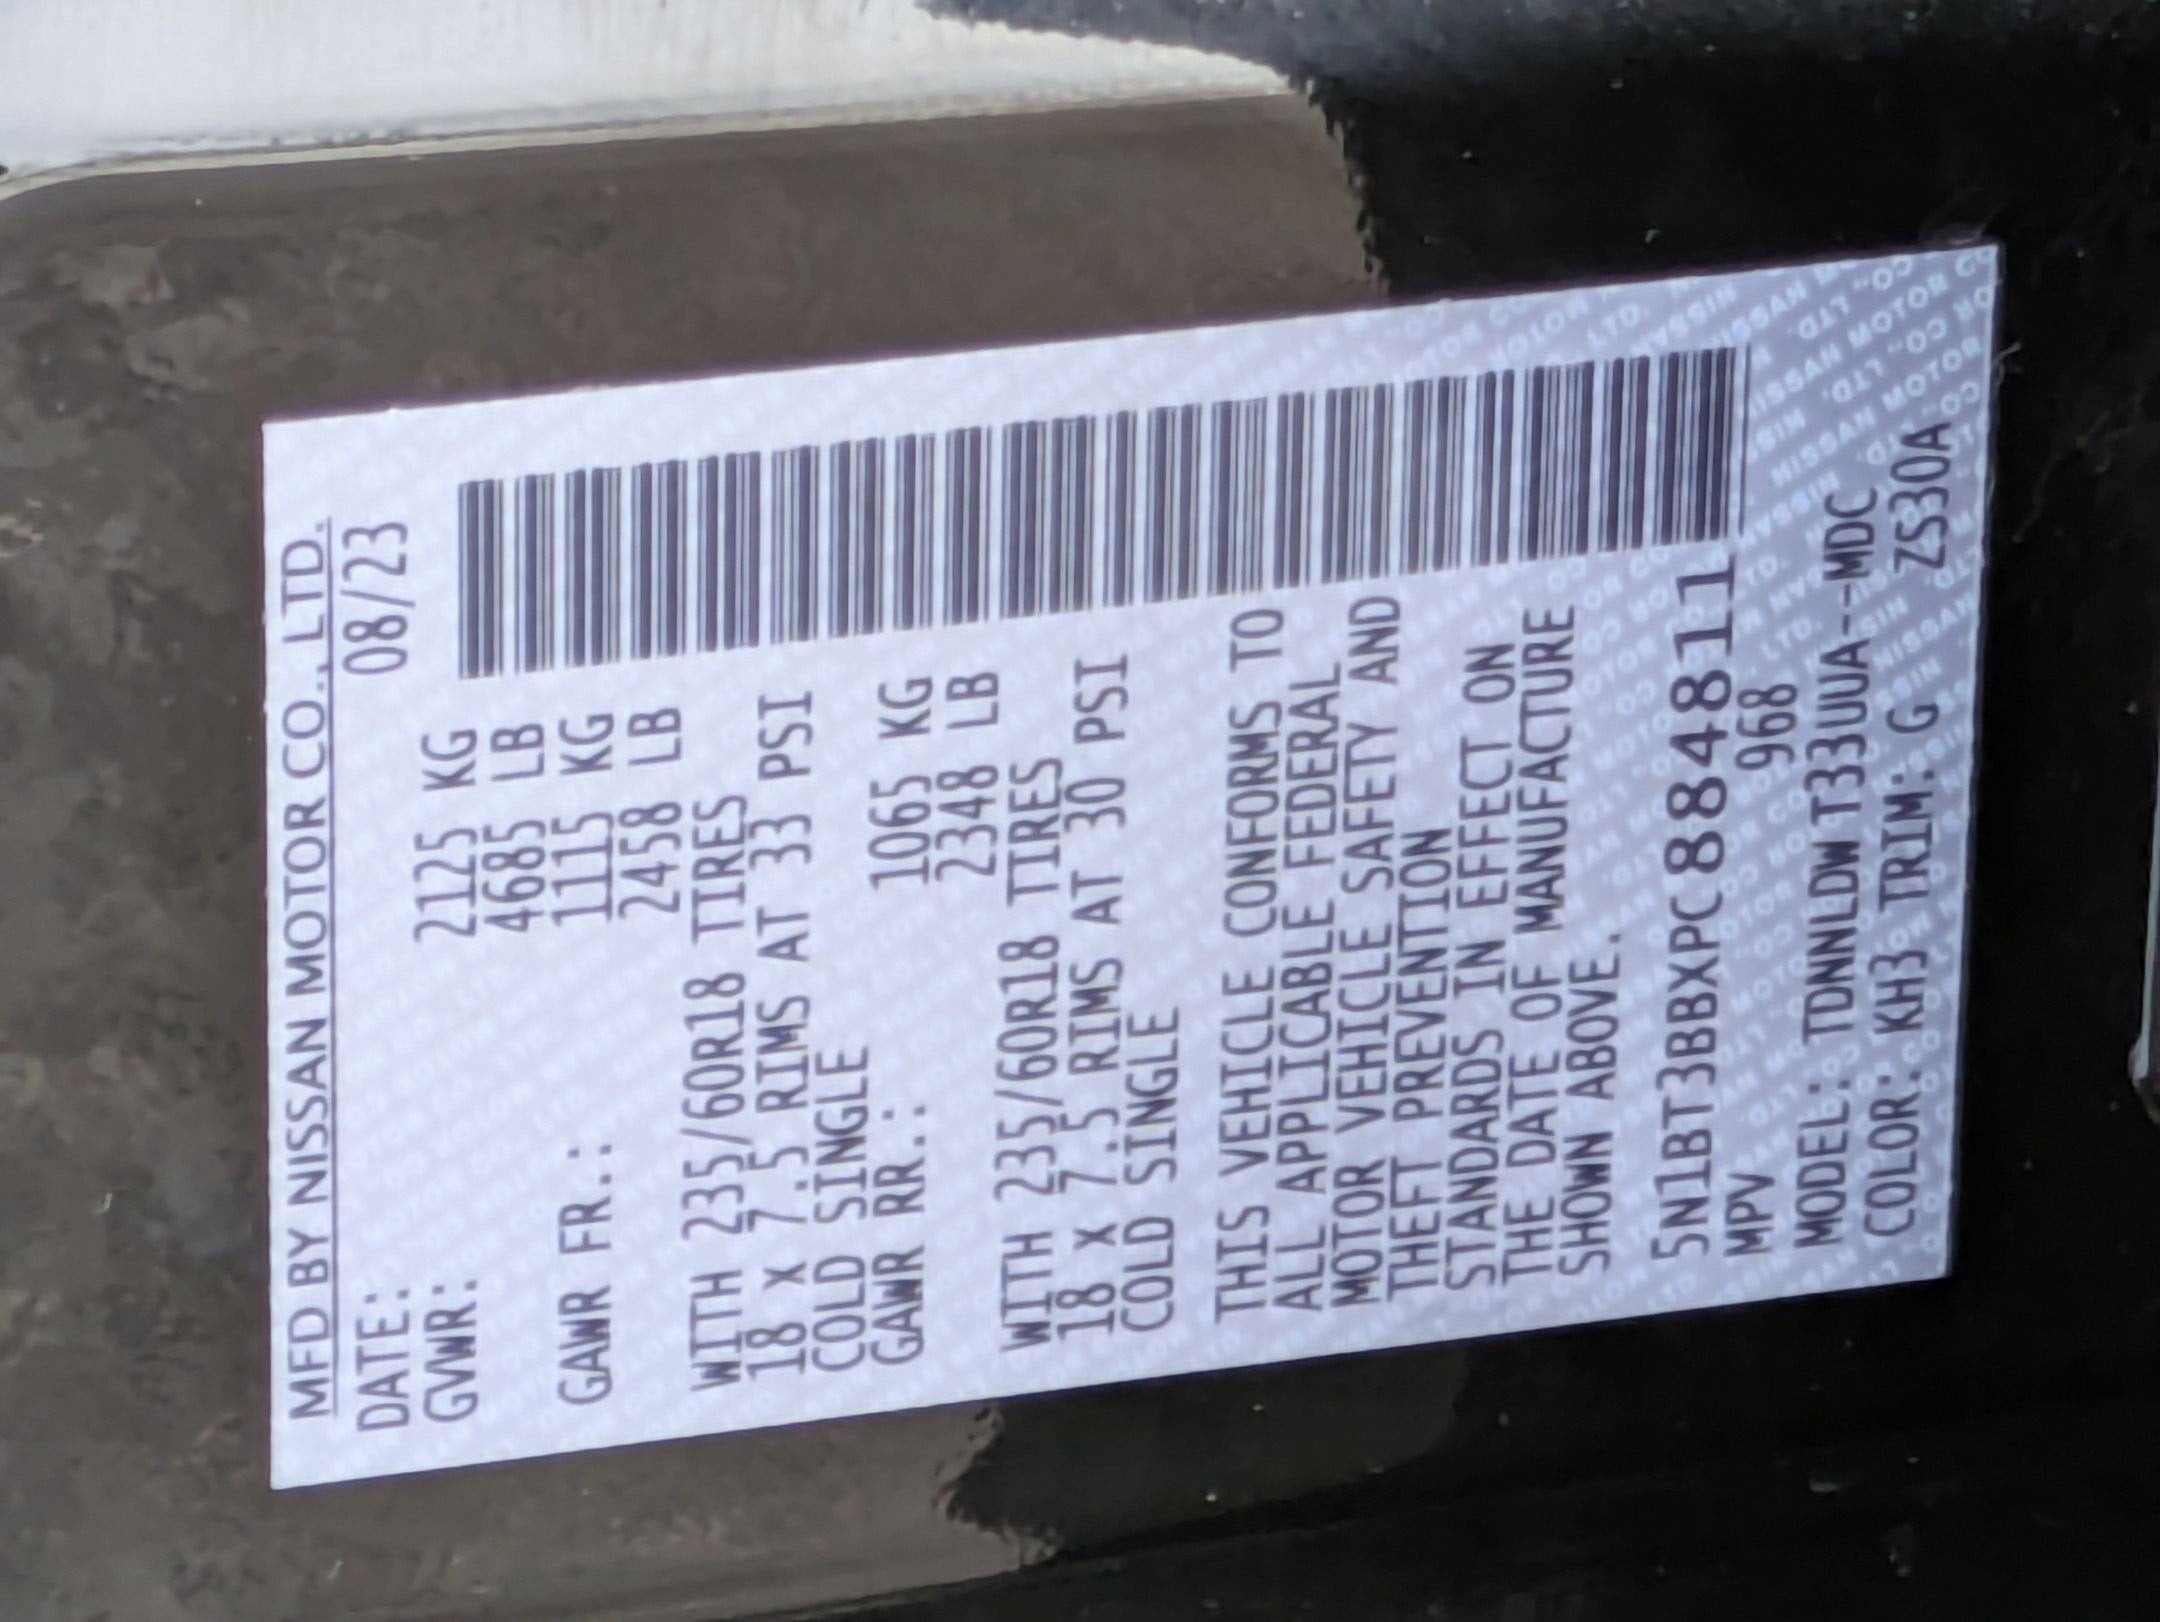 MFD BY NISSAN MOTOR CO., LTD.
DATE: 08/23
GVWR: 2125 KG
4685 LB
GAWR FR.: 1115 KG
2458 LB
WITH 235/60R18 TIRES
18 X 7.5 RIMS AT 33 PSI
COLD SINGLE
GAWR RR.: 1065 KG
2348 LB
WITH 235/60R18 TIRES
18 X 7.5 RIMS AT 30 PSI
COLD SINGLE
THIS VEHICLE CONFORMS TO
ALL APPLICABLE FEDERAL
MOTOR VEHICLE SAFETY AND
THEFT PREVENTION
STANDARDS IN EFFECT ON
THE DATE OF MANUFACTURE
SHOWN ABOVE.
5N1BT3BBXPC884811
MPV 968
MODEL: TDNNLDW T33UUA--MDC
COLOR: KH3 TRIM: G ZS30A